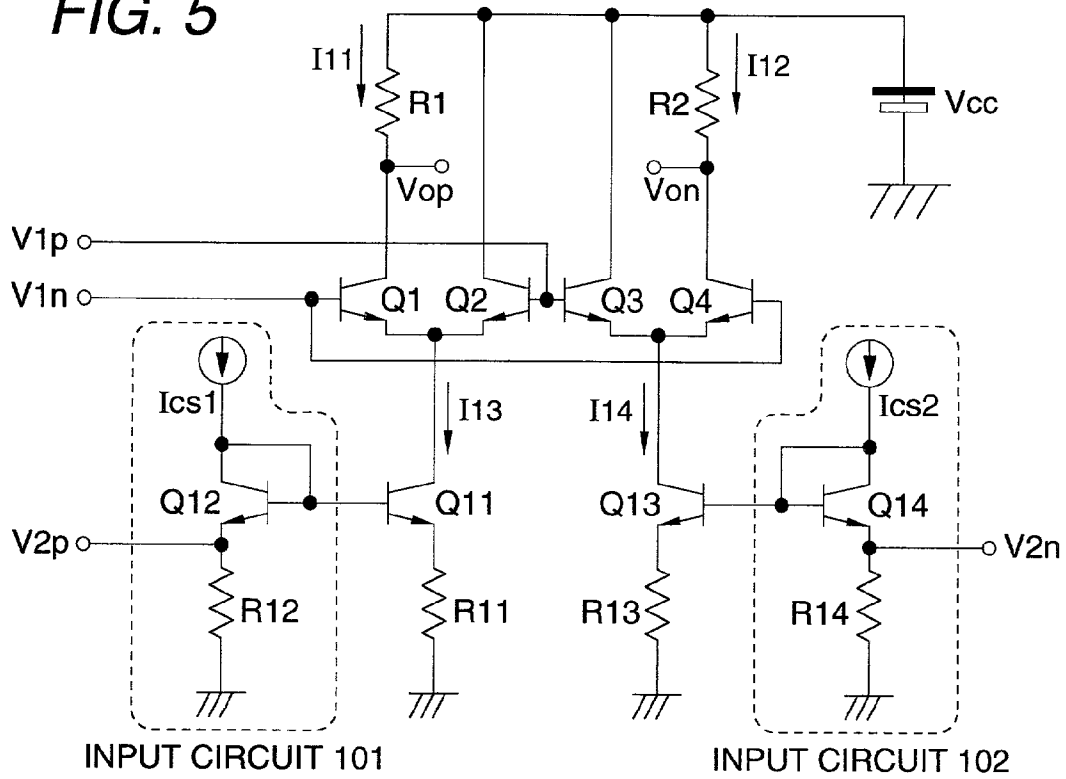 FIG. 5
I11
R1
R2
I12
Vcc
Vop
Von
V1p
V1n
Q1
Q2
Q3
Q4
Ics1
I13
I14
Ics2
Q12
Q11
Q13
Q14
V2p
V2n
R12
R11
R13
R14
INPUT CIRCUIT 101
INPUT CIRCUIT 102